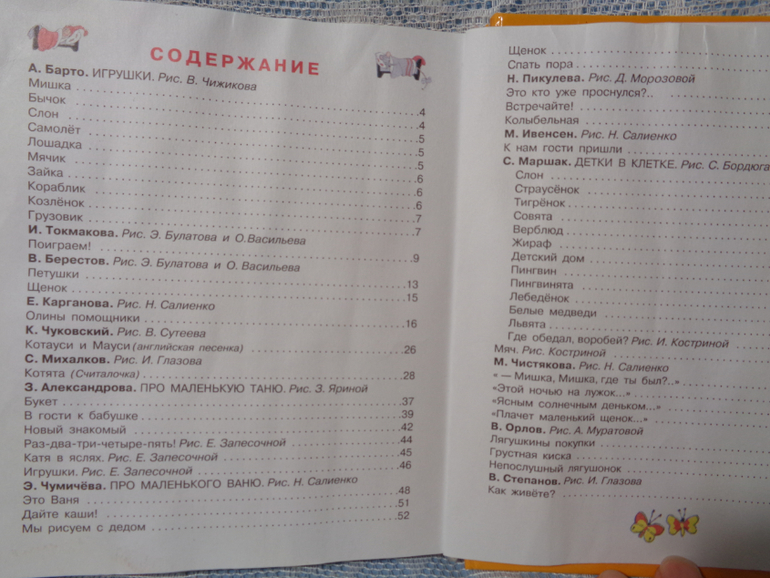 СОДЕРЖАНИЕ
А. Барто. ИГРУШКИ. Рис. В. Чижикова
Мишка
Бычок ..... 4
Слон ..... 4
Самолёт ..... 5
Лошадка ..... 5
Мячик ..... 5
Зайка ..... 6
Кораблик ..... 6
Козлёнок ..... 6
Грузовик ..... 7
И. Токмакова. Рис. Э. Булатова и О.Васильева ..... 7
Поиграем! ..... 9
В. Берестов. Рис. Э. Булатова и О. Васильева
Петушки ..... 13
Щенок ..... 15
Е. Карганова. Рис. Н. Салиенко
Олины помощники ..... 16
К. Чуковский. Рис. В. Сутеева
Котауси и Мауси (английская песенка) ..... 26
С. Михалков. Рис. И. Глазова
Котята (Считалочка) ..... 28
З. Александрова. ПРО МАЛЕНЬКУЮ ТАНЮ. Рис. З. Яриной
Букет ..... 37
В гости к бабушке ..... 39
Новый знакомый ..... 42
Раз-два-три-четыре-пять! Рис. Е. Запесочной ..... 44
Катя в яслях. Рис. Е. Запесочной ..... 45
Игрушки. Рис. Е. Запесочной ..... 46
Э. Чумичёва. ПРО МАЛЕНЬКОГО ВАНЮ. Рис. Н. Салиенко
Это Ваня ..... 48
Дайте каши! ..... 51
Мы рисуем с дедом ..... 52
Щенок
Спать пора
Н. Пикулева. Рис. Д. Морозовой
Это кто уже проснулся?..
Встречайте!
Колыбельная
М. Ивенсен. Рис. Н. Салиенко
К нам гости пришли
С. Маршак. ДЕТКИ В КЛЕТКЕ. Рис. С. Бордюга
Слон
Страусёнок
Тигрёнок
Совята
Верблюд
Жираф
Детский дом
Пингвин
Пингвинята
Лебедёнок
Белые медведи
Львята
Где обедал, воробей? Рис. И. Костриной
Мяч. Рис. Костриной
М. Чистякова. Рис. Н. Салиенко
« — Мишка, Мишка, где ты был?..»
«Этой ночью на лужок...»
«Ясным солнечным деньком...»
«Плачет маленький щенок...»
В. Орлов. Рис. А. Муратовой
Лягушкины покупки
Грустная киска
Непослушный лягушонок
В. Степанов. Рис. И. Глазова
Как живёте?